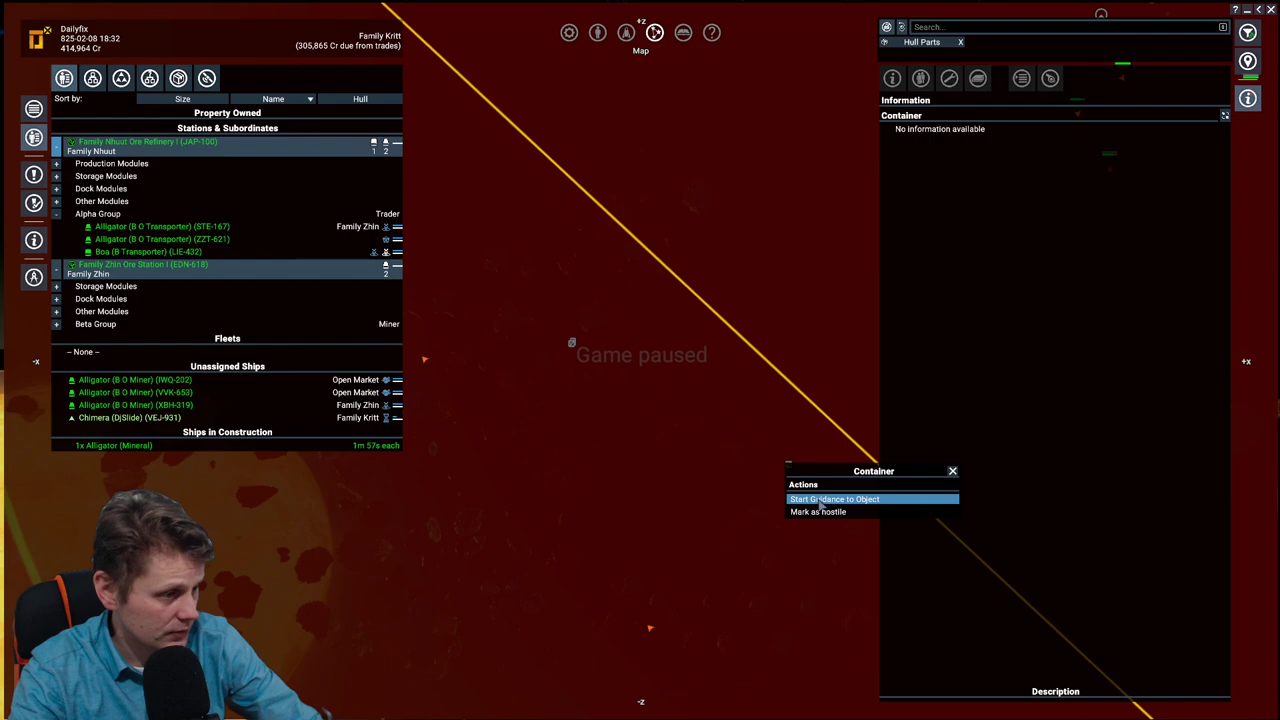 Dailyfix
825-02-08 18:32
414,964 Cr
Family Kritt
(305,865 Cr due from trades)
+z
Map
Search...
Hull Parts X
Sort by: Size Name Hull
Property Owned
Stations & Subordinates
- Family Nhuut Ore Refinery I (JAP-100)
Family Nhuut 1 2
+ Production Modules
+ Storage Modules
+ Dock Modules
+ Other Modules
- Alpha Group Trader
Alligator (B O Transporter) (STE-167) Family Zhin
Alligator (B O Transporter) (ZZT-621)
Boa (B Transporter) (LIE-432)
- Family Zhin Ore Station I (EDN-618)
Family Zhin 2
+ Storage Modules
+ Dock Modules
+ Other Modules
+ Beta Group Miner
Fleets
-- None --
Unassigned Ships
Alligator (B O Miner) (IWQ-202) Open Market
Alligator (B O Miner) (VVK-653) Open Market
Alligator (B O Miner) (XBH-319) Family Zhin
Chimera (DjSlide) (VEJ-931) Family Kritt
Ships in Construction
1x Alligator (Mineral) 1m 57s each
Information
Container
No information available
-x
Game paused
+x
Container
Actions
Start Guidance to Object
Mark as hostile
Description
-z